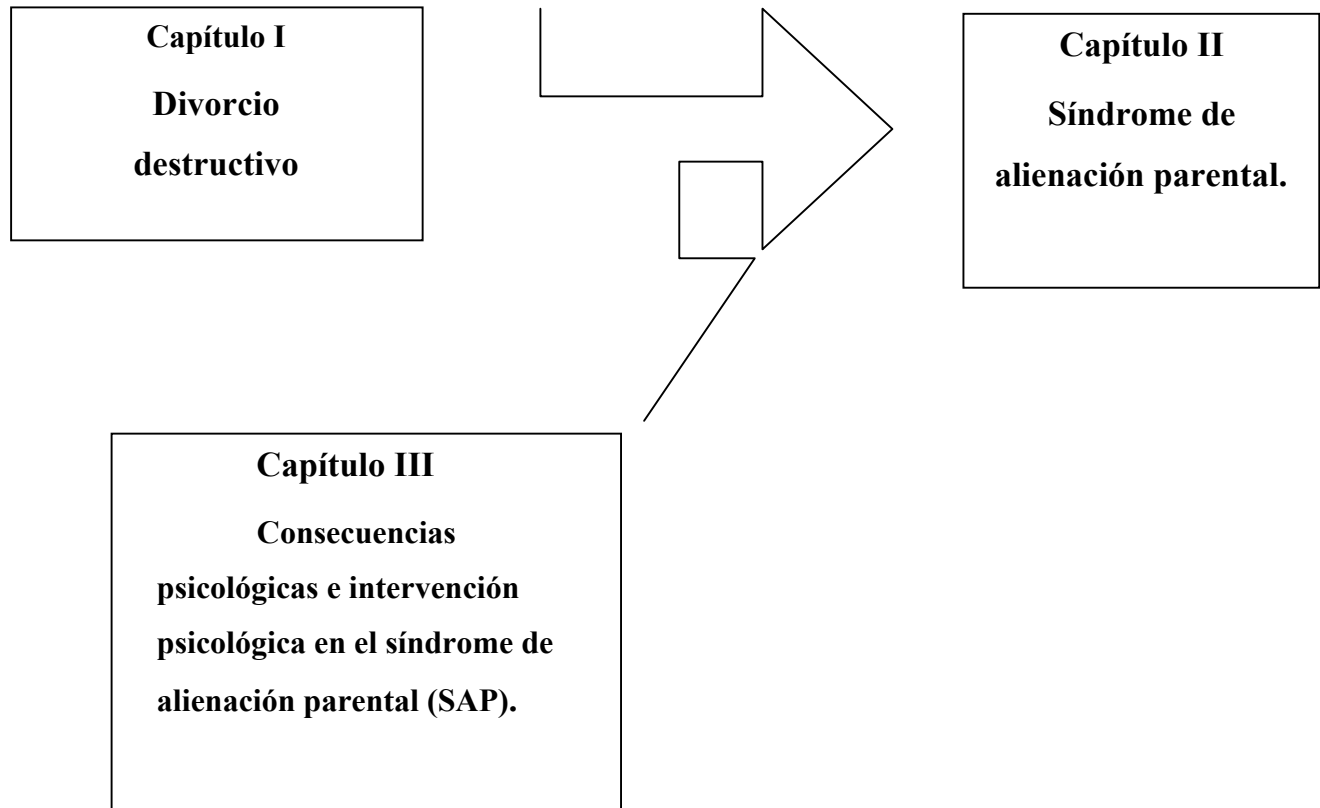 Capítulo I
Divorcio
destructivo
Capítulo II
Síndrome de
alienación parental.
Capítulo III
Consecuencias
psicológicas e intervención
psicológica en el síndrome de
alienación parental (SAP).